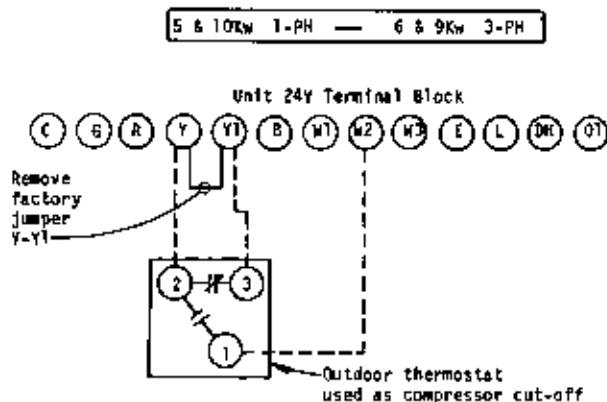 5 & 10Kw 1-PH — 6 & 9Kw 3-PH
Unit 24V Terminal Block
C G R Y Y1 B W1 W2 W3 E L DH O1
Remove
factory
jumper
Y-Y1
2 3
1
Outdoor thermostat
used as compressor cut-off